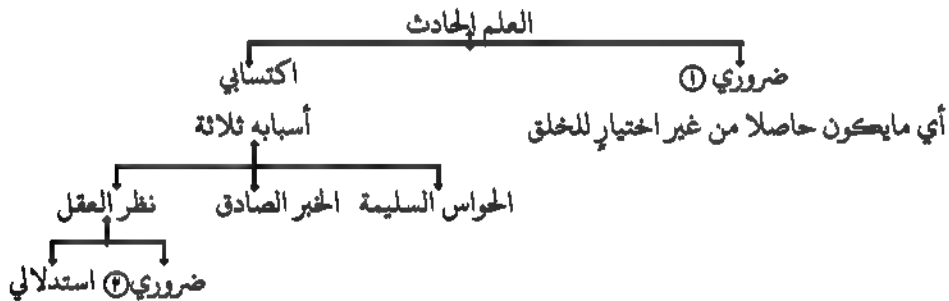 العلم الحادث
ضروري ① اكتسابي
أي مايكون حاصلا من غير اختيارٍ للخلق أسبابه ثلاثة
الحواس السليمة الخبر الصادق نظر العقل
ضروري② استدلالي